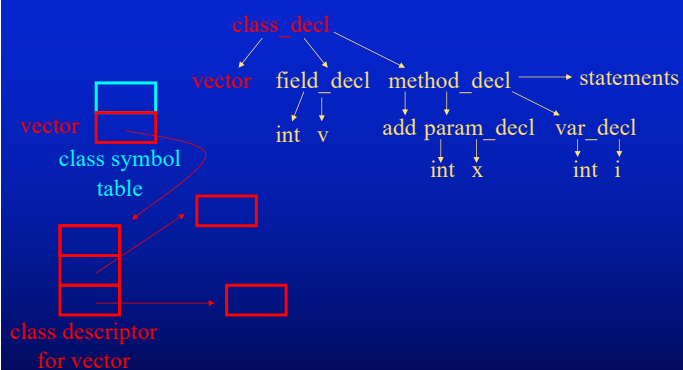 class_decl
vector field_decl method_decl statements
vector
int v add param_decl var_decl
class symbol
table
int x int i
class descriptor
for vector